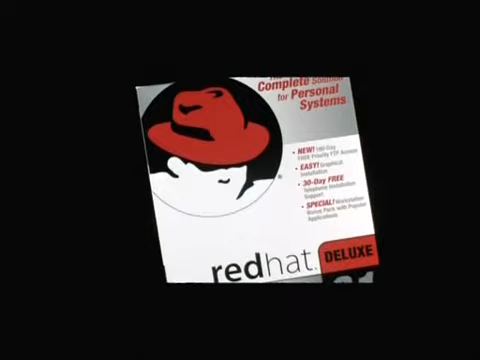 Complete Solution
for Personal
Systems
• NEW! 180-Day
FREE Priority FTP Access
• EASY! Graphical
Installation
• 30-Day FREE
Telephone Installation
Support
• SPECIAL! Workstation
Bonus Pack with Popular
Applications
redhat.
DELUXE